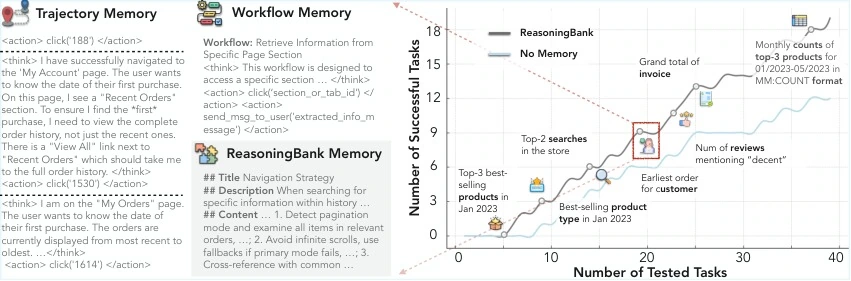 Trajectory Memory
<action> click('188') </action>
<think> I have successfully navigated to
the 'My Account' page. The user wants
to know the date of their first purchase.
On this page, I see a "Recent Orders"
section. To ensure I find the *first*
purchase, I need to view the complete
order history, not just the recent ones.
There is a "View All" link next to
"Recent Orders" which should take me
to the full order history. </think>
<action> click('1530') </action>
<think> I am on the "My Orders" page.
The user wants to know the date of
their first purchase. The orders are
currently displayed from most recent to
oldest. ...</think>
<action> click('1614') </action>
Workflow Memory
Workflow: Retrieve Information from
Specific Page Section
<think> This workflow is designed to
access a specific section ... </think>
<action> click('section_or_tab_id') </
action> <action>
send_msg_to_user('extracted_info_m
essage') </action>
ReasoningBank Memory
## Title Navigation Strategy
## Description When searching for
specific information within history ...
## Content ... 1. Detect pagination
mode and examine all items in relevant
orders, ...; 2. Avoid infinite scrolls, use
fallbacks if primary mode fails, ...; 3.
Cross-reference with common ...
Number of Successful Tasks
18
15
12
9
6
3
0
ReasoningBank
No Memory
Grand total of
invoice
Monthly counts of
top-3 products for
01/2023-05/2023 in
MM:COUNT format
Top-2 searches
in the store
Num of reviews
mentioning "decent"
Top-3 best-
selling
products in
Jan 2023
Earliest order
for customer
Best-selling product
type in Jan 2023
0
10
20
30
40
Number of Tested Tasks